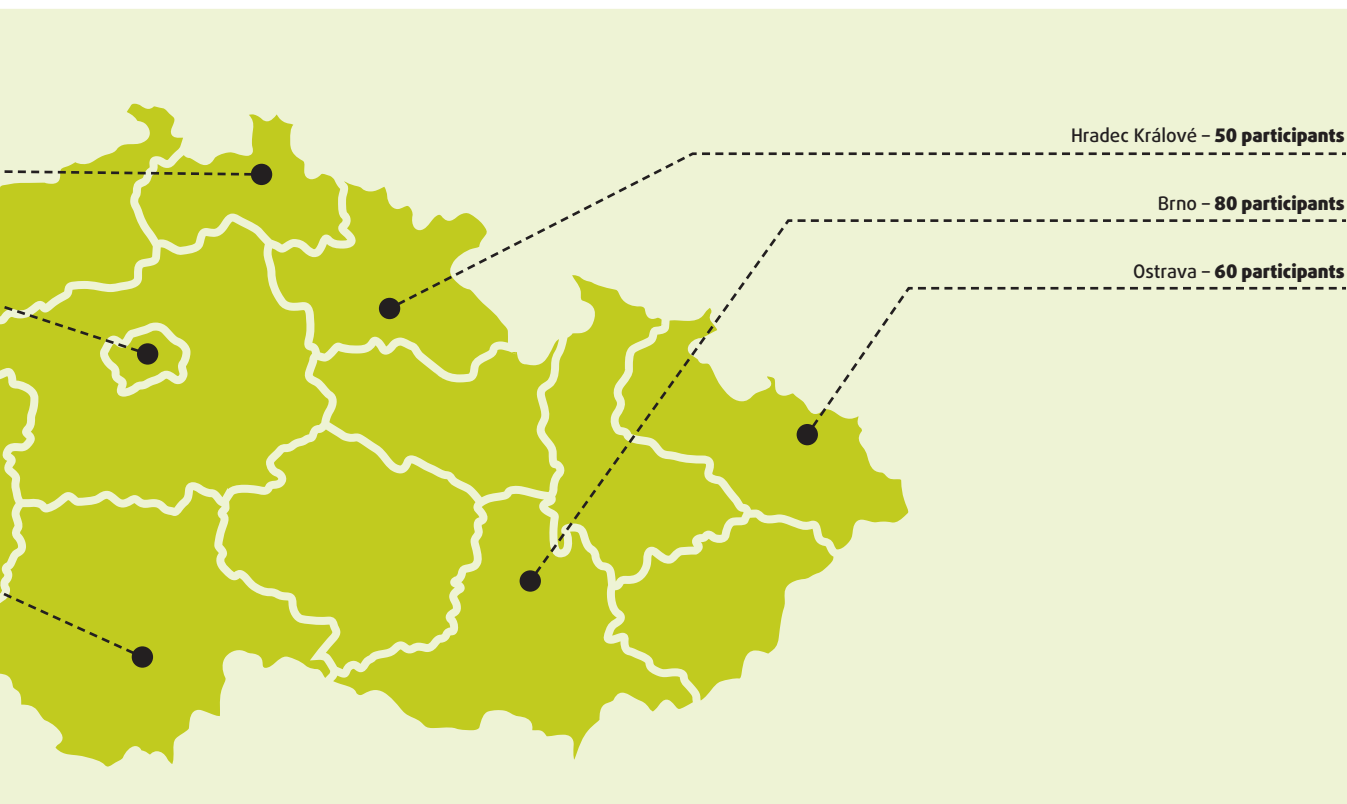 Hradec Králové – 50 participants
Brno – 80 participants
Ostrava – 60 participants